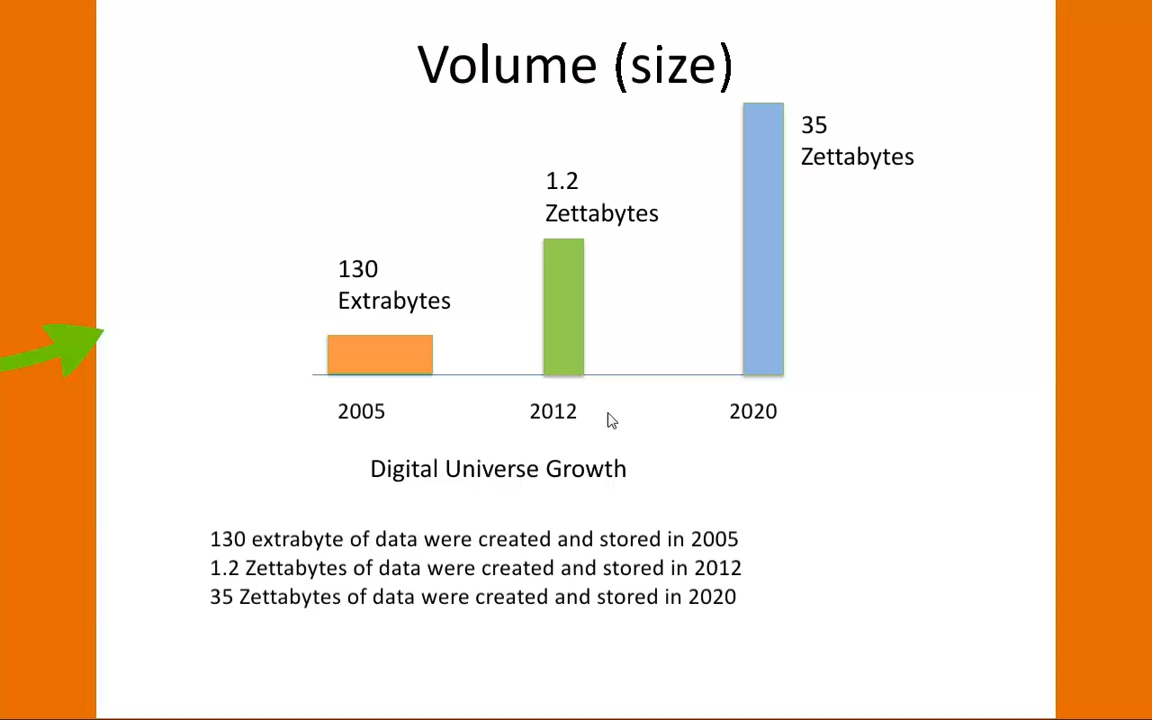 Volume (size)
35
Zettabytes
1.2
Zettabytes
130
Extrabytes
2005
2012
2020
Digital Universe Growth
130 extrabyte of data were created and stored in 2005
1.2 Zettabytes of data were created and stored in 2012
35 Zettabytes of data were created and stored in 2020